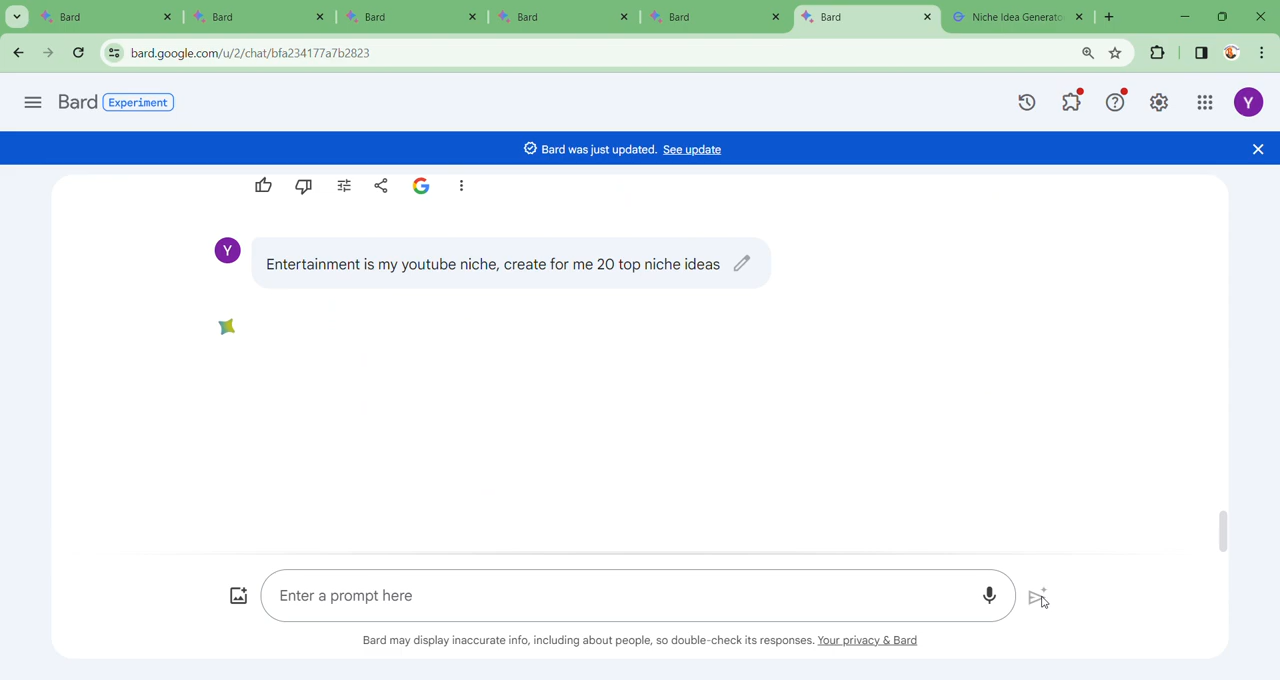 Bard
Bard
Bard
Bard
Bard
Bard
Niche Idea Generato
bard.google.com/u/2/chat/bfa234177a7b2823
Bard Experiment
Y
Bard was just updated. See update
Y
Entertainment is my youtube niche, create for me 20 top niche ideas
Enter a prompt here
Bard may display inaccurate info, including about people, so double-check its responses. Your privacy & Bard